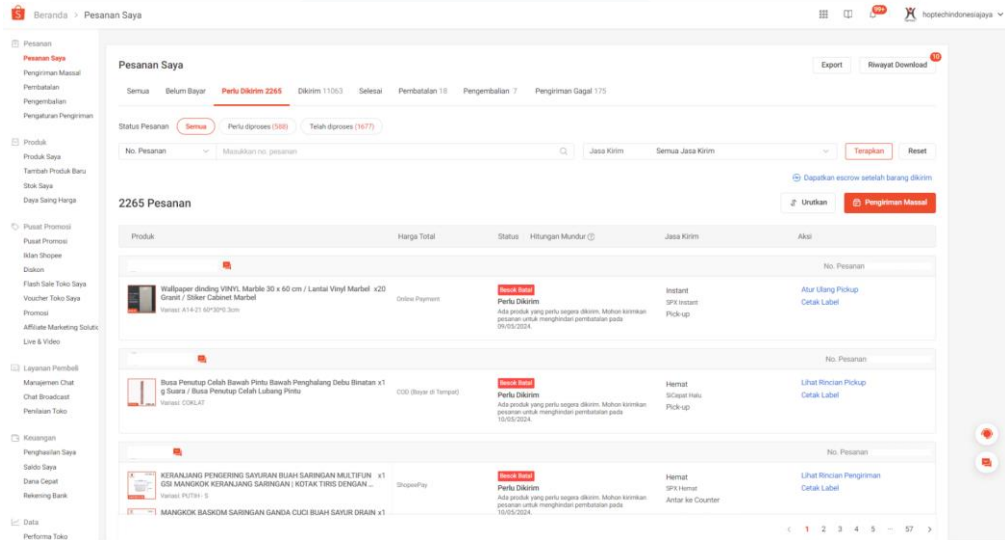 Beranda > Pesanan Saya
99+
hoptechindonesiajaya
Pesanan
Pesanan Saya
Pengiriman Massal
Pembatalan
Pengembalian
Pengaturan Pengiriman
Produk
Produk Saya
Tambah Produk Baru
Stok Saya
Daya Saing Harga
Pusat Promosi
Pusat Promosi
Iklan Shopee
Diskon
Flash Sale Toko Saya
Voucher Toko Saya
Promosi
Affiliate Marketing Solutic
Live & Video
Layanan Pembeli
Manajemen Chat
Chat Broadcast
Penilaian Toko
Keuangan
Penghasilan Saya
Saldo Saya
Dana Cepat
Rekening Bank
Data
Performa Toko
Pesanan Saya
Export
Riwayat Download
10
Semua Belum Bayar Perlu Dikirim 2265 Dikirim 11063 Selesai Pembatalan 18 Pengembalian 7 Pengiriman Gagal 175
Status Pesanan Semua Perlu diproses (588) Telah diproses (1677)
No. Pesanan Masukkan no. pesanan Jasa Kirim Semua Jasa Kirim Terapkan Reset
Dapatkan escrow setelah barang dikirim
2265 Pesanan Urutkan Pengiriman Massal
Produk Harga Total Status Hitungan Mundur Jasa Kirim Aksi
No. Pesanan
Wallpaper dinding VINYL Marble 30 x 60 cm / Lantai Vinyl Marbel x20
Granit / Stiker Cabinet Marbel
Variasi: A14-21 60*30*0.3cm
Online Payment
Besok Batal
Perlu Dikirim
Ada produk yang perlu segera dikirim. Mohon kirimkan
pesanan untuk menghindari pembatalan pada
09/05/2024.
Instant
SPX Instant
Pick-up
Atur Ulang Pickup
Cetak Label
No. Pesanan
Busa Penutup Celah Bawah Pintu Bawah Penghalang Debu Binatan x1
g Suara / Busa Penutup Celah Lubang Pintu
Variasi: COKLAT
COD (Bayar di Tempat)
Besok Batal
Perlu Dikirim
Ada produk yang perlu segera dikirim. Mohon kirimkan
pesanan untuk menghindari pembatalan pada
10/05/2024.
Hemat
SiCepat Halu
Pick-up
Lihat Rincian Pickup
Cetak Label
No. Pesanan
KERANJANG PENGERING SAYURAN BUAH SARINGAN MULTIFUN x1
GSI MANGKOK KERANJANG SARINGAN | KOTAK TIRIS DENGAN ...
Variasi: PUTIH - S
MANGKOK BASKOM SARINGAN GANDA CUCI BUAH SAYUR DRAIN x1
ShopeePay
Besok Batal
Perlu Dikirim
Ada produk yang perlu segera dikirim. Mohon kirimkan
pesanan untuk menghindari pembatalan pada
10/05/2024.
Hemat
SPX Hemat
Antar ke Counter
Lihat Rincian Pengiriman
Cetak Label
1 2 3 4 5 ... 57